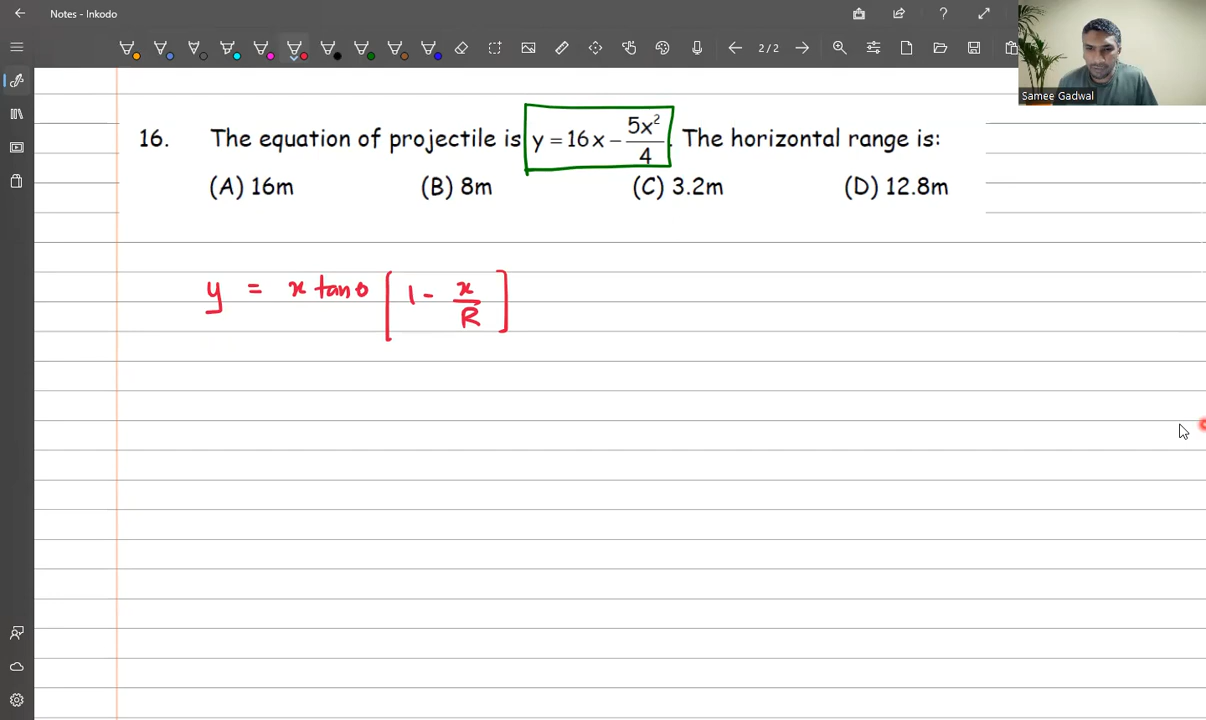 Notes - Inkodo
2/2
Samee Gadwal
16. The equation of projectile is y = 16x − 5x²/4. The horizontal range is:
(A) 16m (B) 8m (C) 3.2m (D) 12.8m
y = x tanθ [1 - x/R]